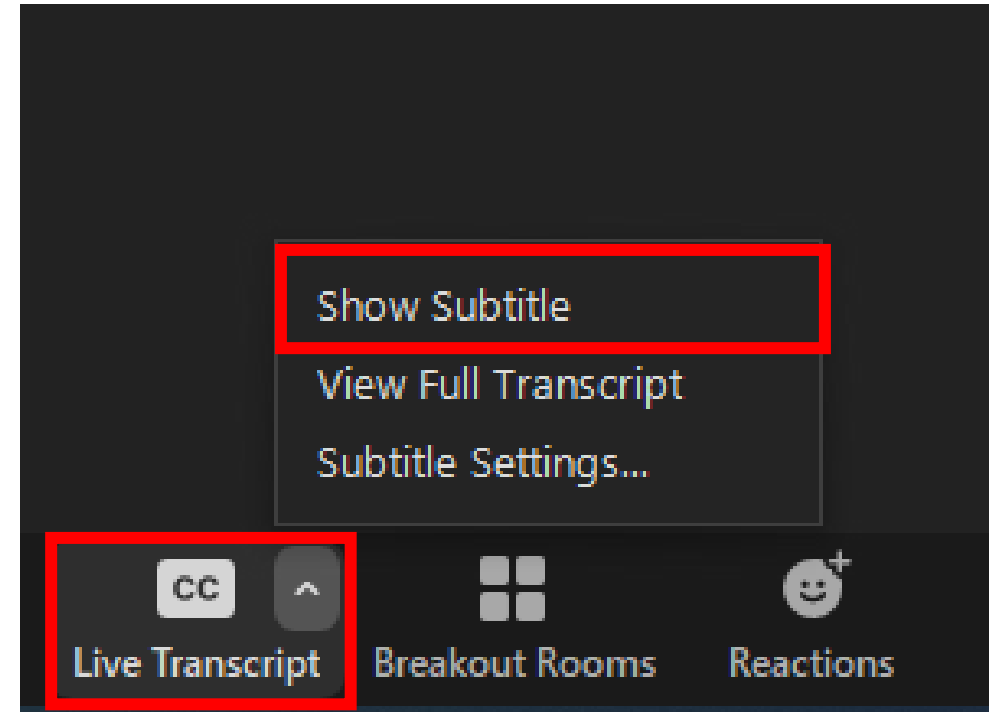 Show Subtitle
View Full Transcript
Subtitle Settings...
CC
Live Transcript
Breakout Rooms
Reactions